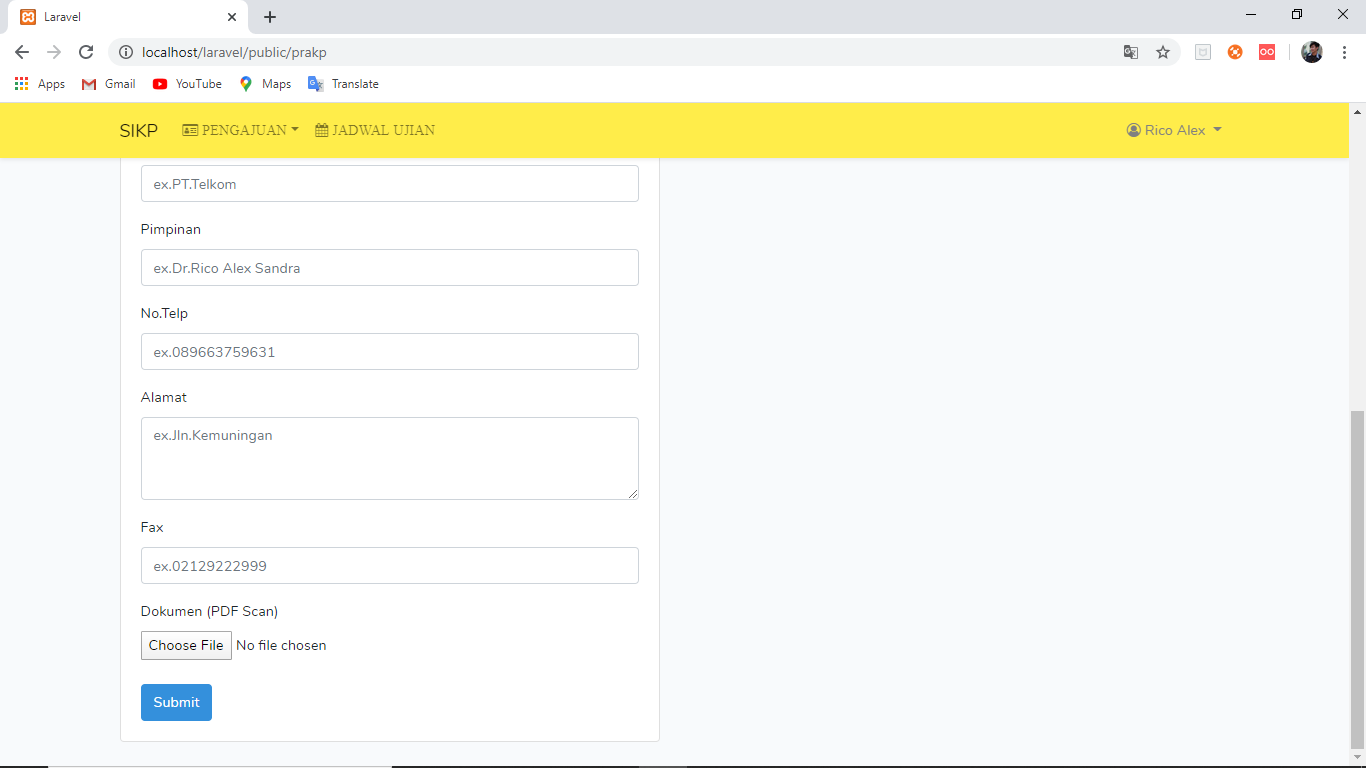 Laravel
localhost/laravel/public/prakp
Apps Gmail YouTube Maps Translate
SIKP PENGAJUAN JADWAL UJIAN Rico Alex
ex.PT.Telkom
Pimpinan
ex.Dr.Rico Alex Sandra
No.Telp
ex.089663759631
Alamat
ex.Jln.Kemuningan
Fax
ex.02129222999
Dokumen (PDF Scan)
Choose File No file chosen
Submit